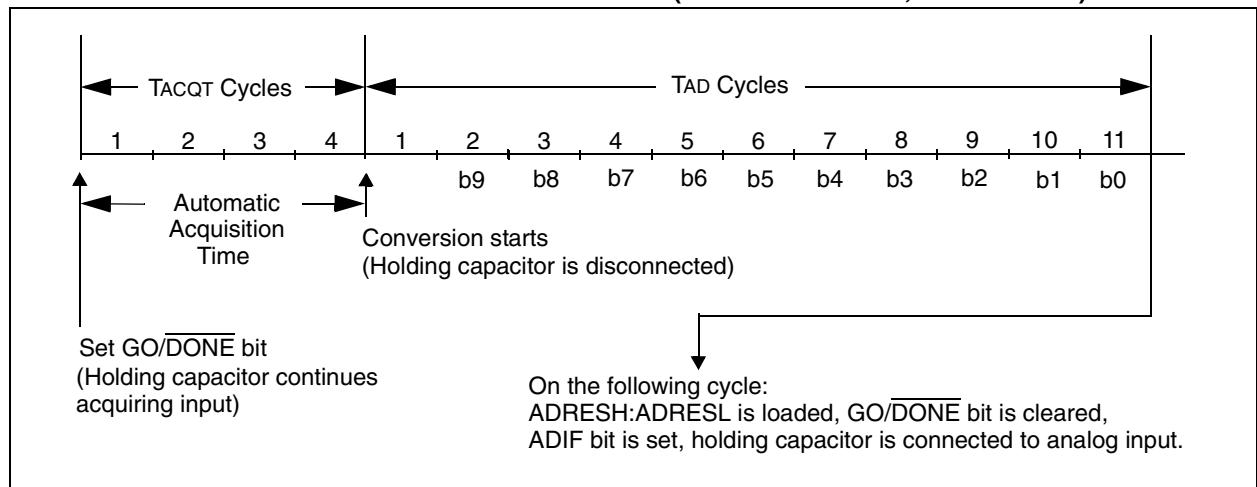 TACQT Cycles
TAD Cycles
1 2 3 4 1 2 3 4 5 6 7 8 9 10 11
b9 b8 b7 b6 b5 b4 b3 b2 b1 b0
Automatic
Acquisition
Time
Conversion starts
(Holding capacitor is disconnected)
Set GO/DONE bit
(Holding capacitor continues
acquiring input)
On the following cycle:
ADRESH:ADRESL is loaded, GO/DONE bit is cleared,
ADIF bit is set, holding capacitor is connected to analog input.